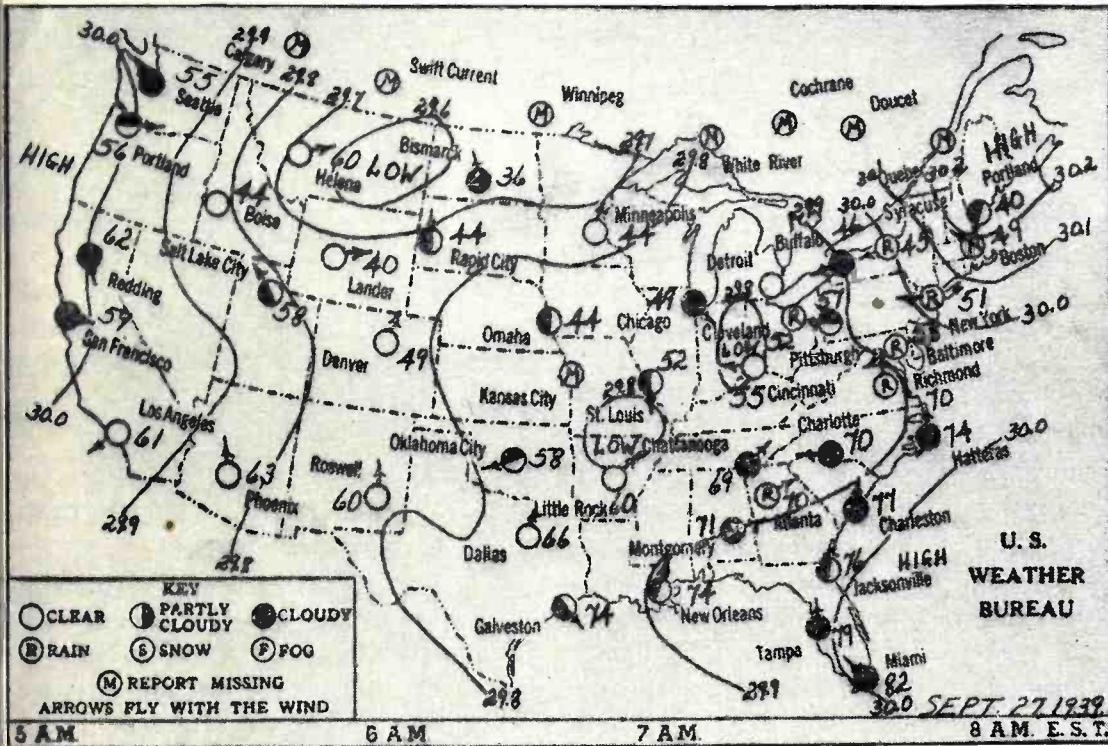 30.0
29.9
Calgary
M
29.8
M
Swift Current
29.7
29.6
Winnipeg
M
Cochrane
M
Doucet
M
M
M
55
Seattle
56 Portland
HIGH
60 LOW
Helena
Bismarck
36
29.7
29.8
White River
Quebec
30.2
HIGH
Portland
40
30.2
44
Boise
44
Rapid City
Minneapolis
44
30.0
Syracuse
45
R
49
R
Boston
30.1
Buffalo
46
62
Redding
Salt Lake City
58
40
Lander
Detroit
59
San Francisco
Denver
49
Omaha
44
Chicago
49
29.8
Cleveland
LOW
52
R
57
Pittsburgh
R
51
New York
30.0
R
Baltimore
Kansas City
M
52
55
Cincinnati
R
Richmond
70
30.0
Los Angeles
61
29.8
St. Louis
LOW
Chattanooga
69
Charlotte
70
74
Hatteras
30.0
Oklahoma City
58
63
Phoenix
Roswell
60
Little Rock
60
R
70
Atlanta
77
Charleston
29.9
29.8
Dallas
66
71
Montgomery
76
HIGH
Jacksonville
Galveston
74
74
New Orleans
Tampa
79
Miami
82
29.8
29.9
30.0
U. S.
WEATHER
BUREAU
KEY
CLEAR
PARTLY
CLOUDY
CLOUDY
R RAIN
S SNOW
F FOG
M REPORT MISSING
ARROWS FLY WITH THE WIND
SEPT. 27, 1939
5 A.M.
6 A M
7 A M.
8 A M. E. S. T.